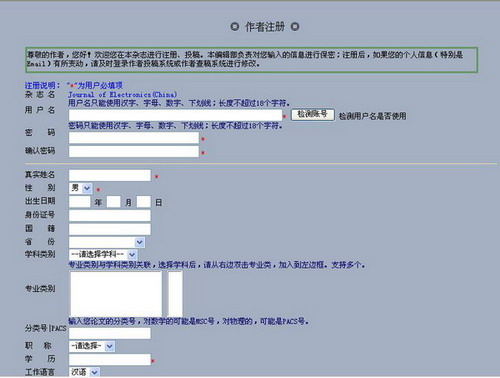 ◎ 作者注册 ◎
尊敬的作者，您好！欢迎您在本杂志进行注册、投稿。本编辑部负责对您输入的信息进行保密；注册后，如果您的个人信息（特别是
Email）有所变动，请及时登录作者投稿系统或作者查稿系统进行修改。
注册说明： "*"为用户必填项
杂 志 名 Journal of Electronics(China)
用户名只能使用汉字、字母、数字、下划线；长度不超过18个字符。
用 户 名 * 检测账号 检测用户名是否使用
密码只能使用汉字、字母、数字、下划线；长度不超过18个字符。
密 码 *
确认密码 *
真实姓名 *
性 别 男 *
出生日期 年 月 日
身份证号
国 籍
省 份
学科类别 --请选择学科--
专业类别与学科类别关联，选择学科后，请从右边双击专业类，加入到左边框。支持多个。
专业类别
输入您论文的分类号，对数学的可能是MSC号，对物理的，可能是PACS号。
分类号|PACS
职 称 -请选择-
学 历 *
工作语言 汉语